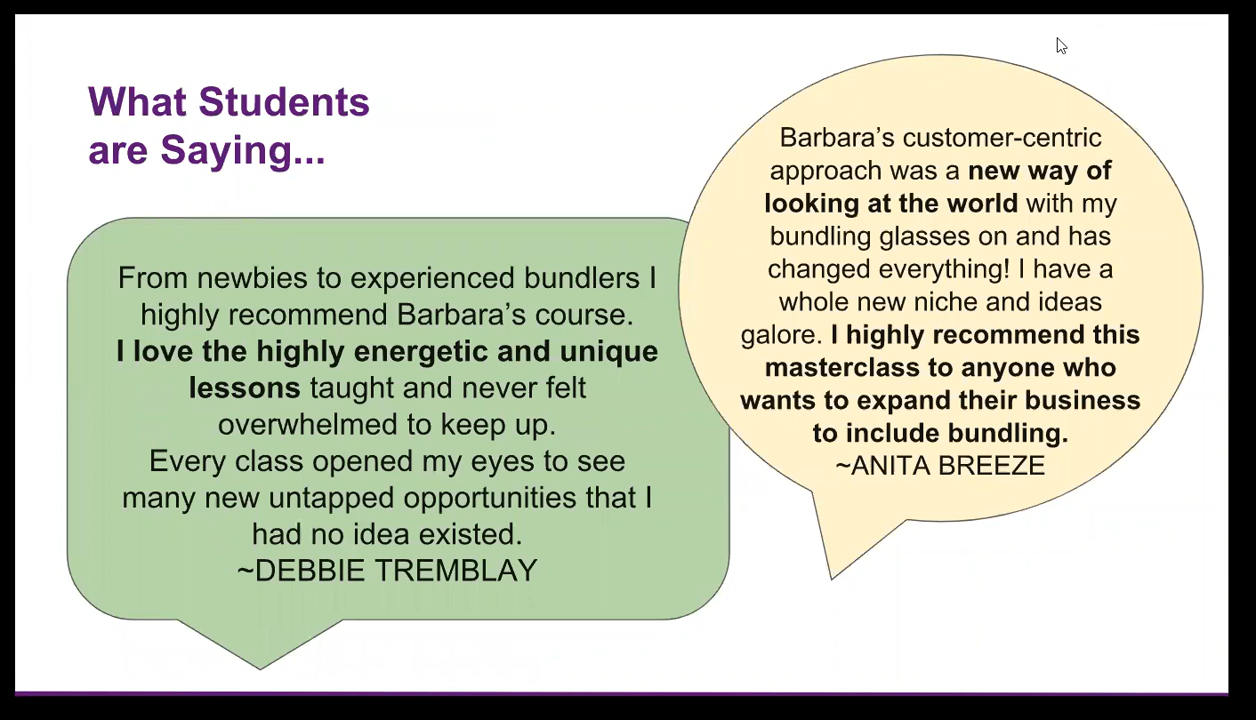 What Students
are Saying...
From newbies to experienced bundlers I
highly recommend Barbara’s course.
I love the highly energetic and unique
lessons taught and never felt
overwhelmed to keep up.
Every class opened my eyes to see
many new untapped opportunities that I
had no idea existed.
~DEBBIE TREMBLAY
Barbara’s customer-centric
approach was a new way of
looking at the world with my
bundling glasses on and has
changed everything! I have a
whole new niche and ideas
galore. I highly recommend this
masterclass to anyone who
wants to expand their business
to include bundling.
~ANITA BREEZE